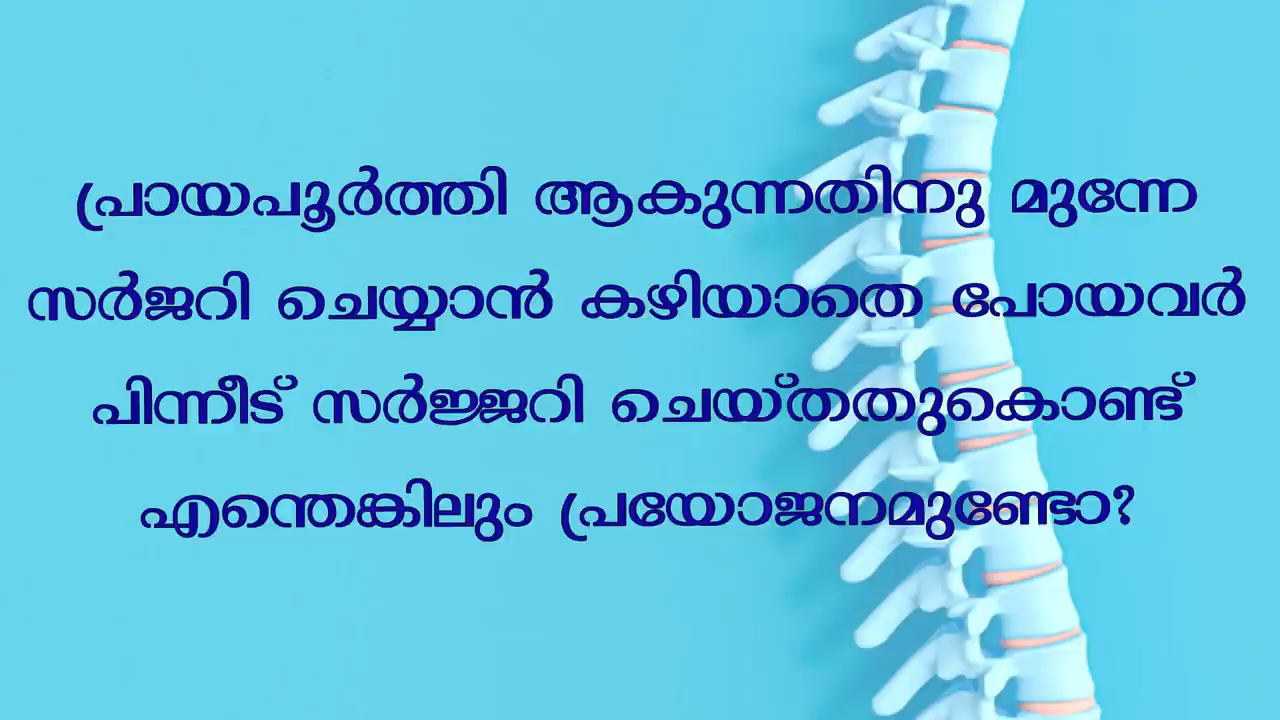 പ്രായപൂർത്തി ആകുന്നതിനു മുന്നേ
സർജറി ചെയ്യാൻ കഴിയാതെ പോയവർ
പിന്നീട് സർജ്ജറി ചെയ്തതുകൊണ്ട്
എന്തെങ്കിലും പ്രയോജനമുണ്ടോ?